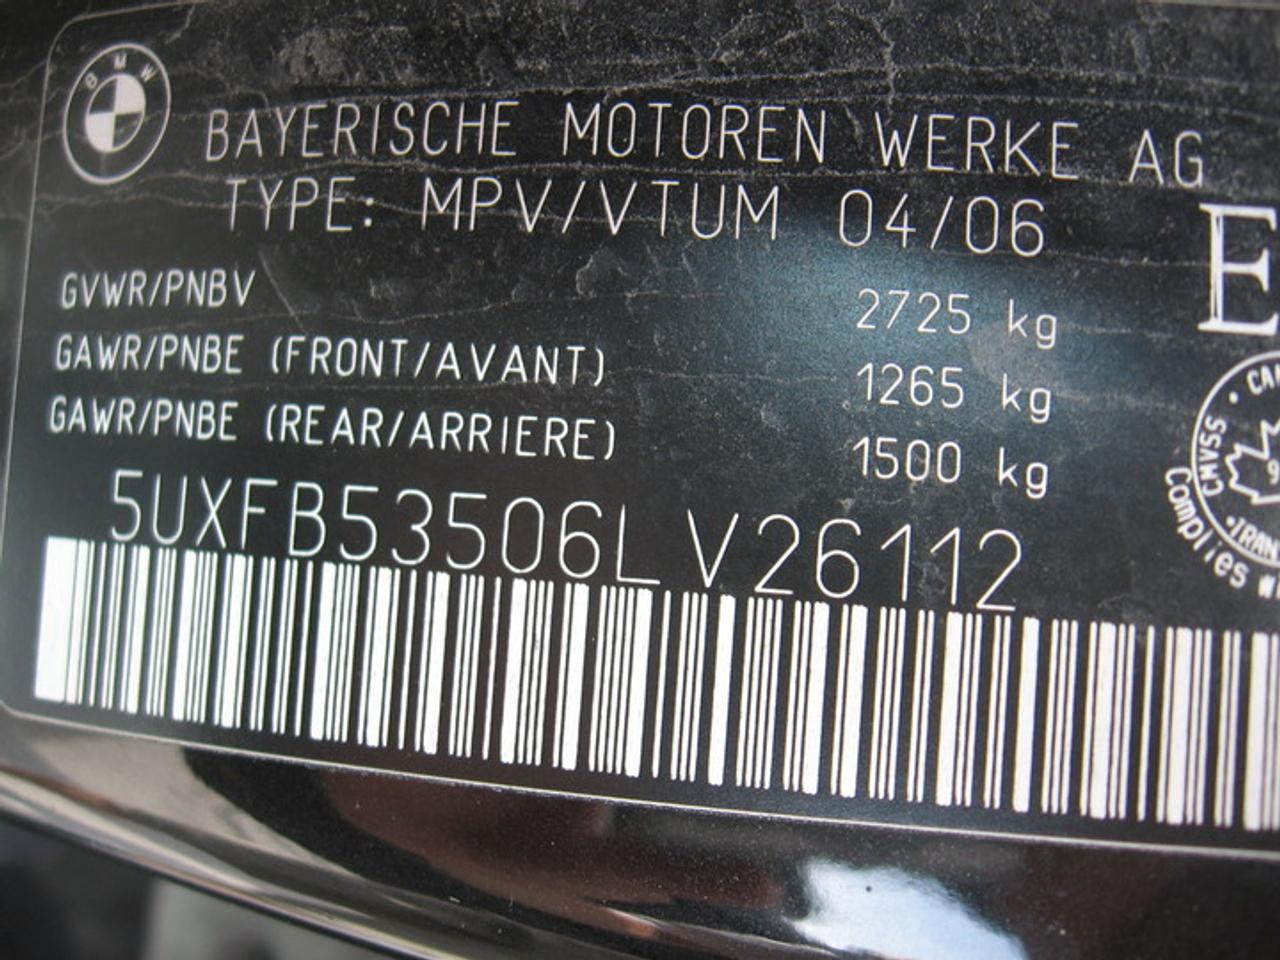 BMW
BAYERISCHE MOTOREN WERKE AG
TYPE: MPV/VTUM 04/06
E
GVWR/PNBV 2725 kg
GAWR/PNBE (FRONT/AVANT) 1265 kg
GAWR/PNBE (REAR/ARRIERE) 1500 kg
5UXFB53506LV26112
CMVSS
Complies